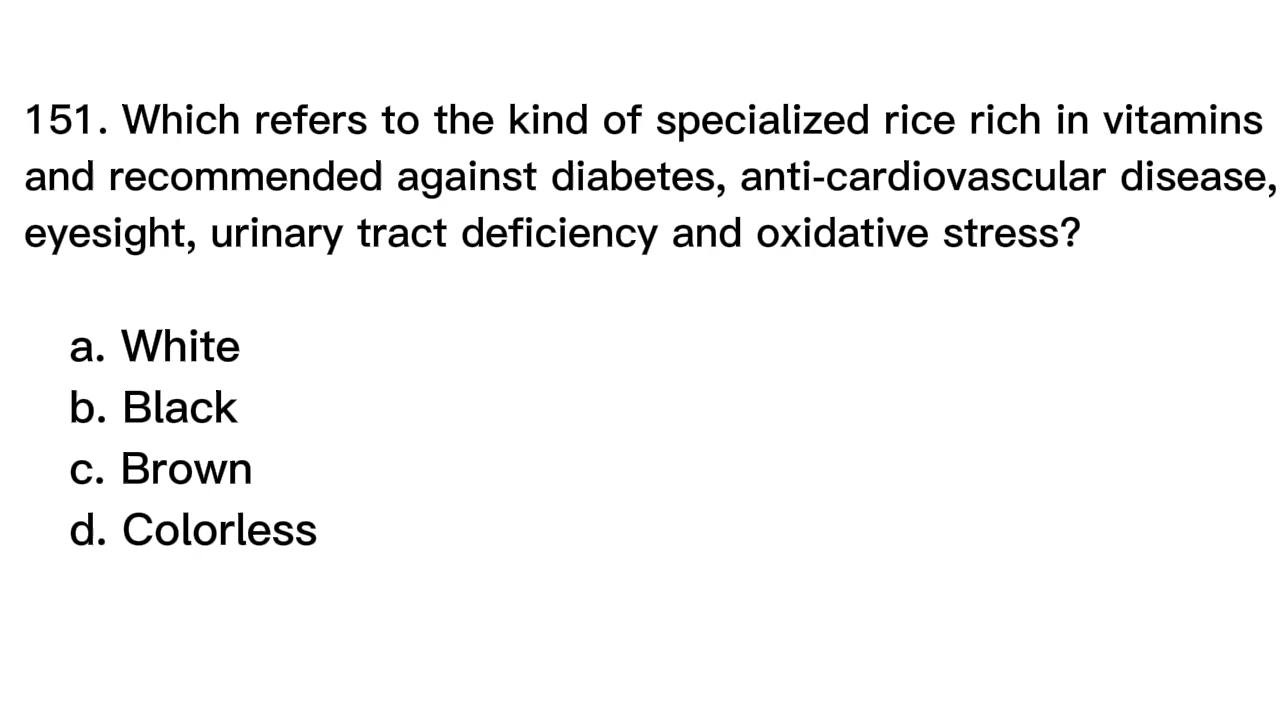 151. Which refers to the kind of specialized rice rich in vitamins
and recommended against diabetes, anti-cardiovascular disease,
eyesight, urinary tract deficiency and oxidative stress?
a. White
b. Black
c. Brown
d. Colorless